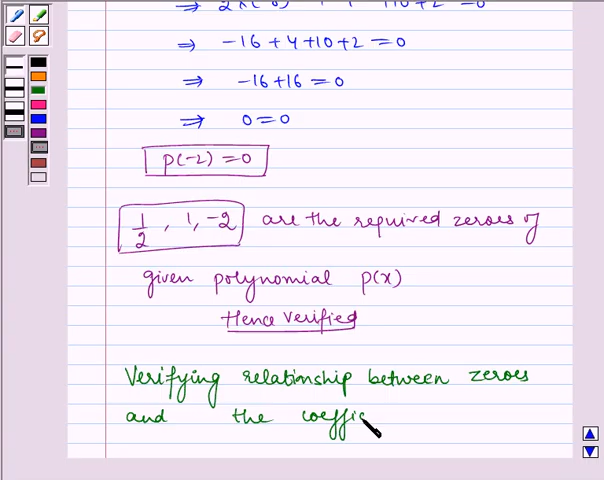 ⇒ -16 + 4 + 10 + 2 = 0
⇒ -16 + 16 = 0
⇒ 0 = 0
p(-2) = 0
1/2, 1, -2 are the required zeroes of
given polynomial p(x)
Hence verified
Verifying relationship between zeroes
and the coeffic